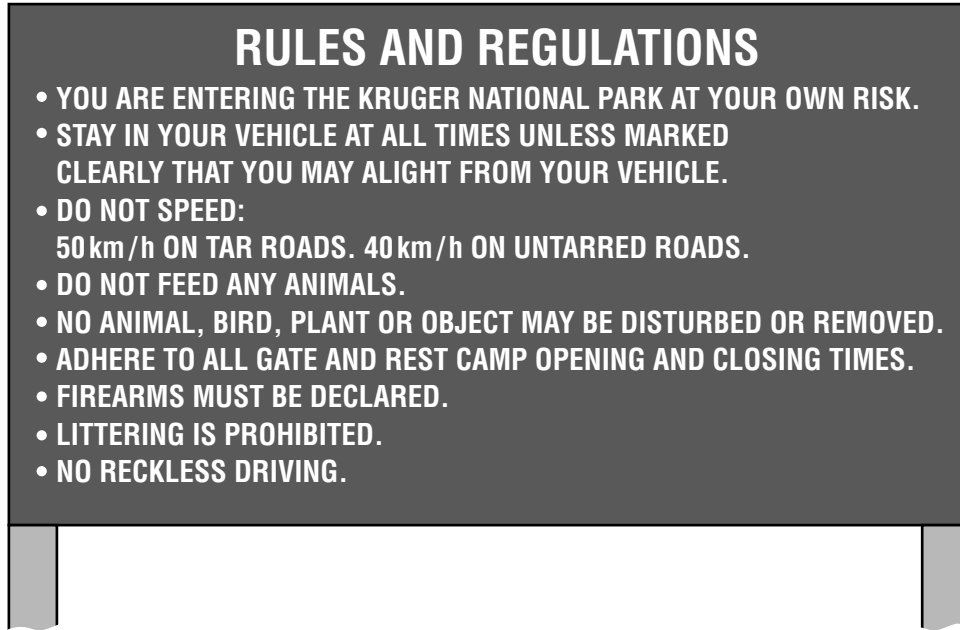 RULES AND REGULATIONS
• YOU ARE ENTERING THE KRUGER NATIONAL PARK AT YOUR OWN RISK.
• STAY IN YOUR VEHICLE AT ALL TIMES UNLESS MARKED
CLEARLY THAT YOU MAY ALIGHT FROM YOUR VEHICLE.
• DO NOT SPEED:
50 km/h ON TAR ROADS. 40 km/h ON UNTARRED ROADS.
• DO NOT FEED ANY ANIMALS.
• NO ANIMAL, BIRD, PLANT OR OBJECT MAY BE DISTURBED OR REMOVED.
• ADHERE TO ALL GATE AND REST CAMP OPENING AND CLOSING TIMES.
• FIREARMS MUST BE DECLARED.
• LITTERING IS PROHIBITED.
• NO RECKLESS DRIVING.